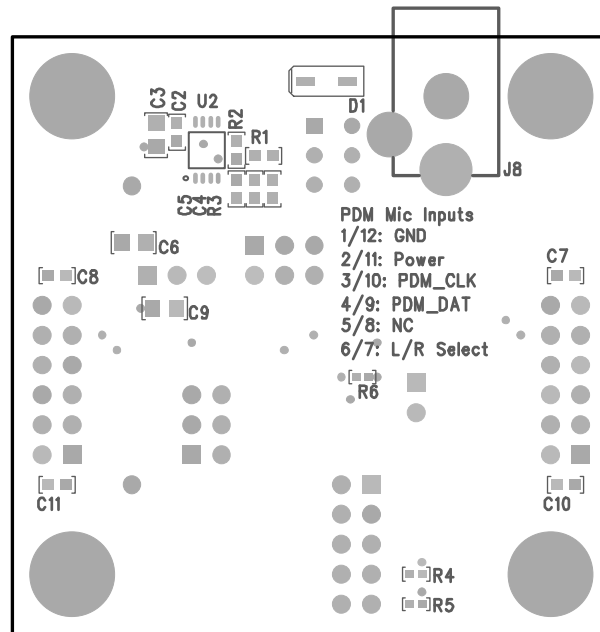 C3
C2
U2
R2
R1
D1
J8
C5
C4
R3
PDM Mic Inputs
1/12: GND
2/11: Power
3/10: PDM_CLK
4/9: PDM_DAT
5/8: NC
6/7: L/R Select
C6
C8
C9
C7
R6
C11
C10
R4
R5